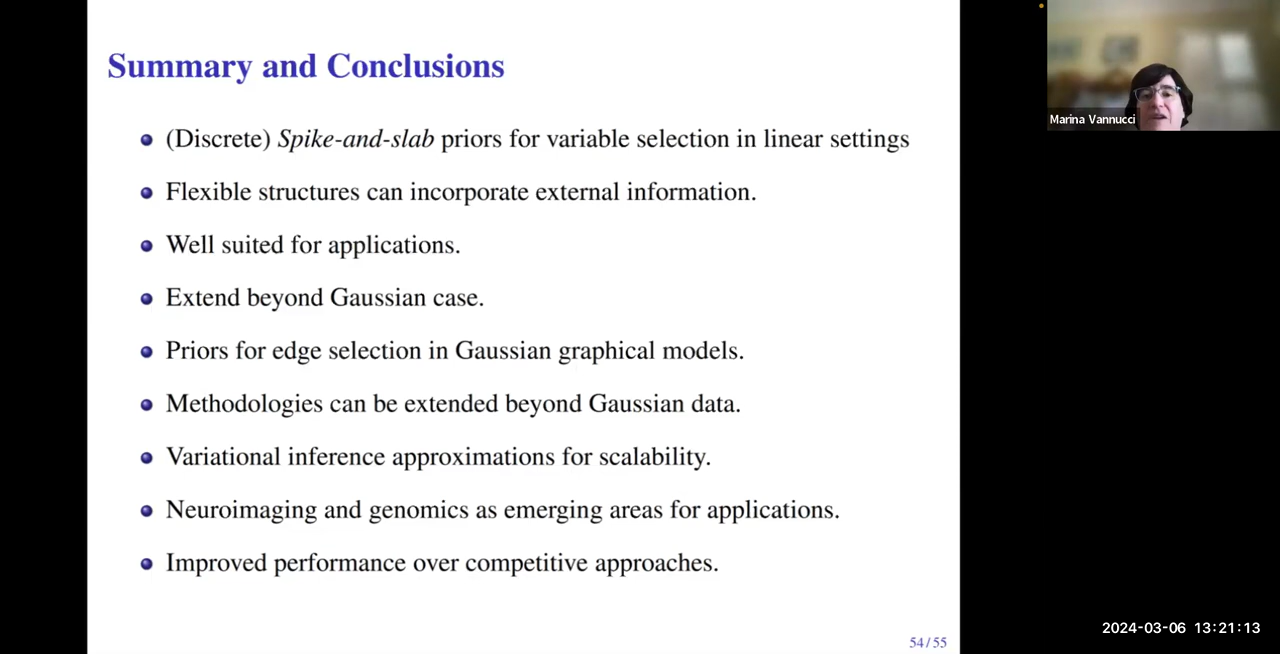 Summary and Conclusions
(Discrete) Spike-and-slab priors for variable selection in linear settings
Flexible structures can incorporate external information.
Well suited for applications.
Extend beyond Gaussian case.
Priors for edge selection in Gaussian graphical models.
Methodologies can be extended beyond Gaussian data.
Variational inference approximations for scalability.
Neuroimaging and genomics as emerging areas for applications.
Improved performance over competitive approaches.
54 / 55
Marina Vannucci
2024-03-06 13:21:13